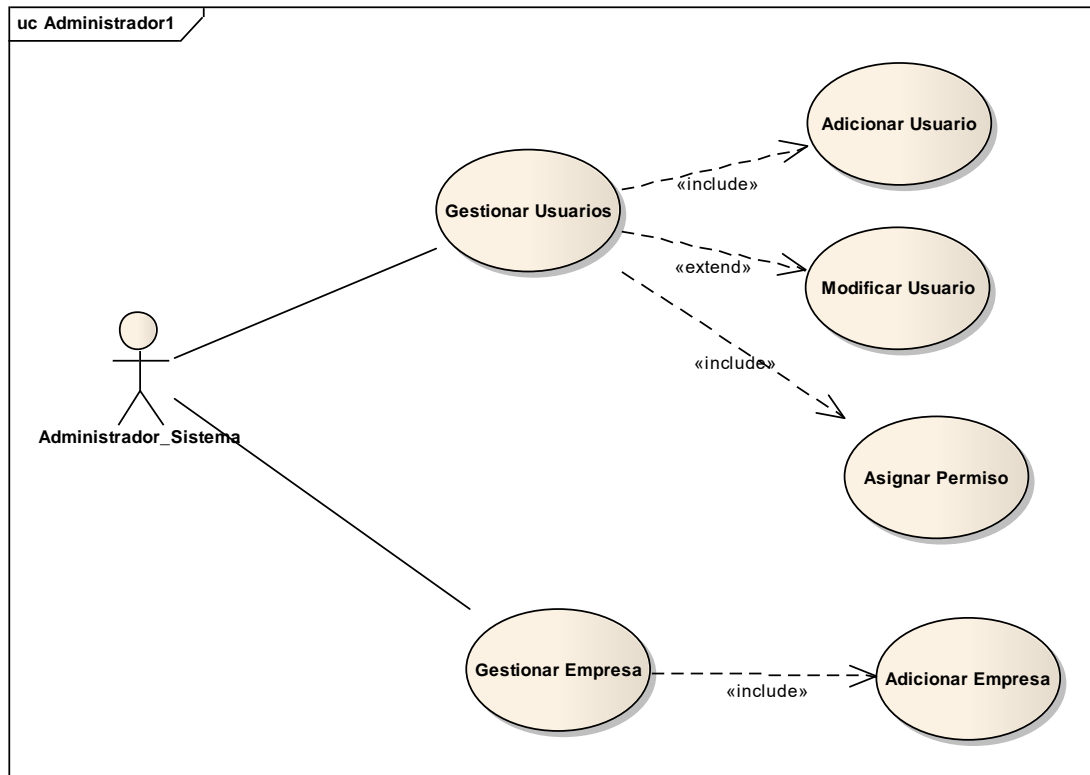 uc Administrador1
Adicionar Usuario
«include»
Gestionar Usuarios
«extend»
Modificar Usuario
«include»
Administrador_Sistema
Asignar Permiso
Gestionar Empresa
«include»
Adicionar Empresa